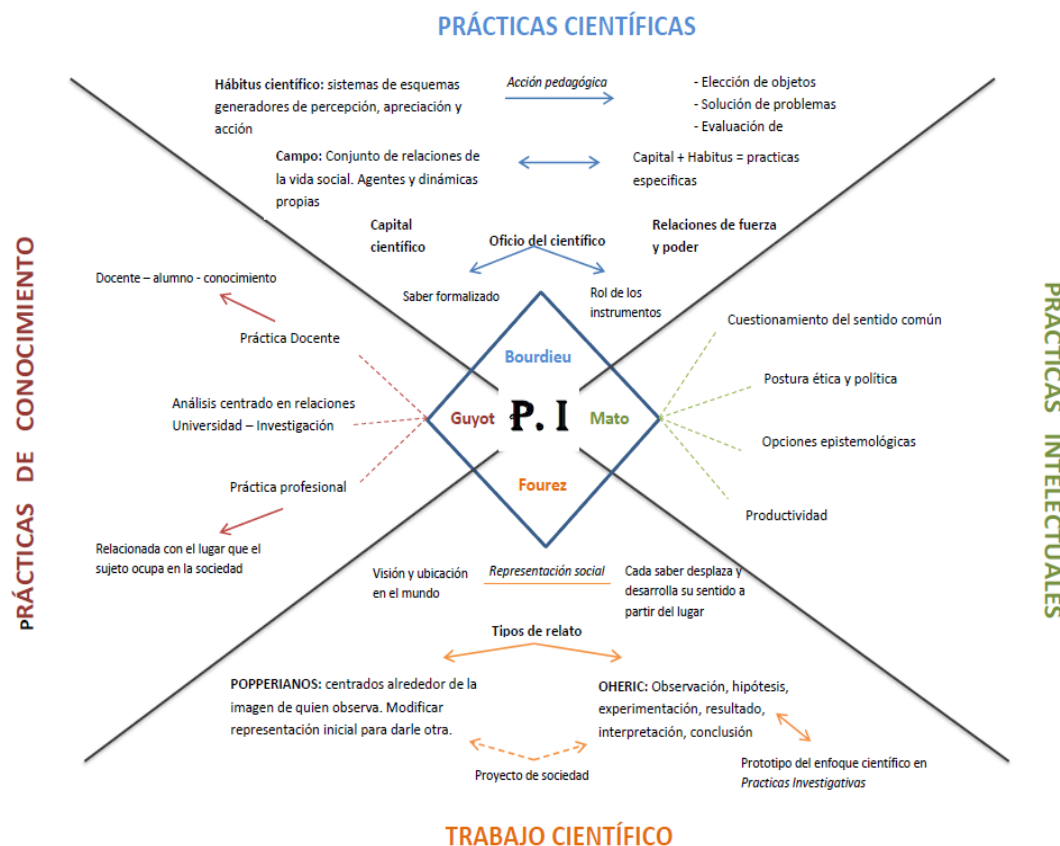 PRÁCTICAS CIENTÍFICAS
Hábitus científico: sistemas de esquemas
generadores de percepción, apreciación y
acción
Acción pedagógica
- Elección de objetos
- Solución de problemas
- Evaluación de
Campo: Conjunto de relaciones de
la vida social. Agentes y dinámicas
propias
Capital + Habitus = practicas
especificas
Capital
científico
Oficio del científico
Relaciones de fuerza
y poder
Saber formalizado
Rol de los
instrumentos
PRÁCTICAS DE CONOCIMIENTO
Docente – alumno - conocimiento
Práctica Docente
Análisis centrado en relaciones
Universidad – Investigación
Práctica profesional
Relacionada con el lugar que el
sujeto ocupa en la sociedad
Bourdieu
Guyot
P. I
Mato
Fourez
Cuestionamiento del sentido común
Postura ética y política
Opciones epistemológicas
Productividad
PRÁCTICAS INTELECTUALES
Visión y ubicación
en el mundo
Representación social
Cada saber desplaza y
desarrolla su sentido a
partir del lugar
Tipos de relato
POPPERIANOS: centrados alrededor de la
imagen de quien observa. Modificar
representación inicial para darle otra.
OHERIC: Observación, hipótesis,
experimentación, resultado,
interpretación, conclusión
Proyecto de sociedad
Prototipo del enfoque científico en
Practicas Investigativas
TRABAJO CIENTÍFICO